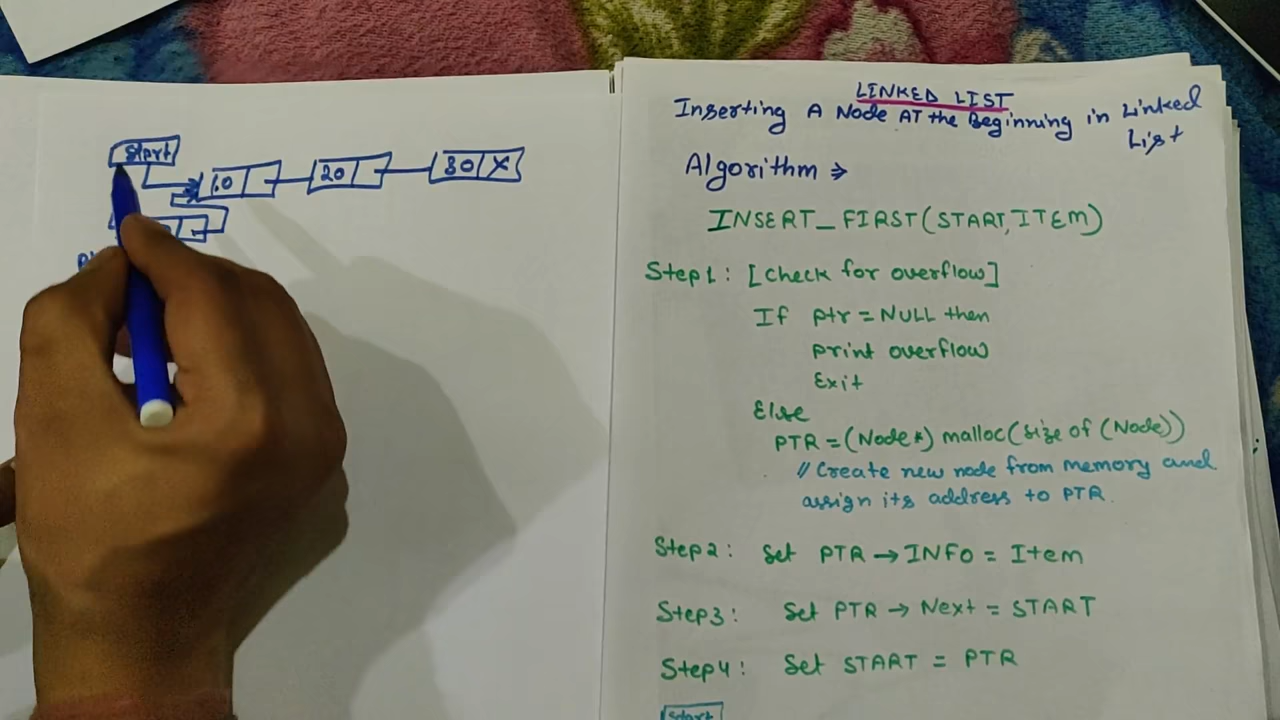 Start
10 20 30 X
LINKED LIST
Inserting A Node AT the Beginning in Linked
List
Algorithm ⇒
INSERT_FIRST(START, ITEM)
Step1: [Check for overflow]
If ptr = NULL then
print overflow
Exit
Else
PTR = (Node*) malloc(size of (Node))
// Create new node from memory and
assign its address to PTR.
Step2: Set PTR → INFO = Item
Step3: Set PTR → Next = START
Step4: Set START = PTR
Start